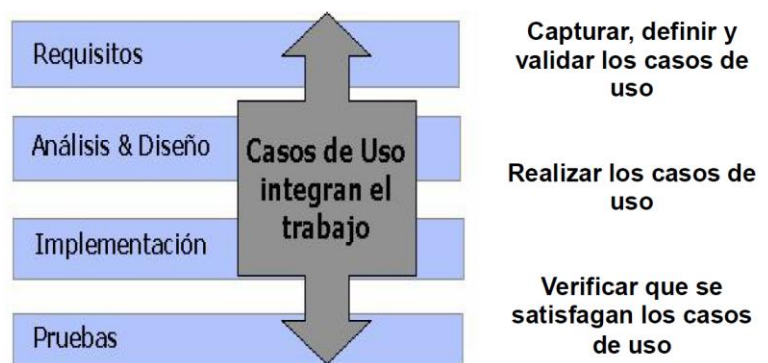 Requisitos
Análisis & Diseño
Implementación
Pruebas
Casos de Uso
integran el
trabajo
Capturar, definir y
validar los casos de
uso
Realizar los casos de
uso
Verificar que se
satisfagan los casos
de uso